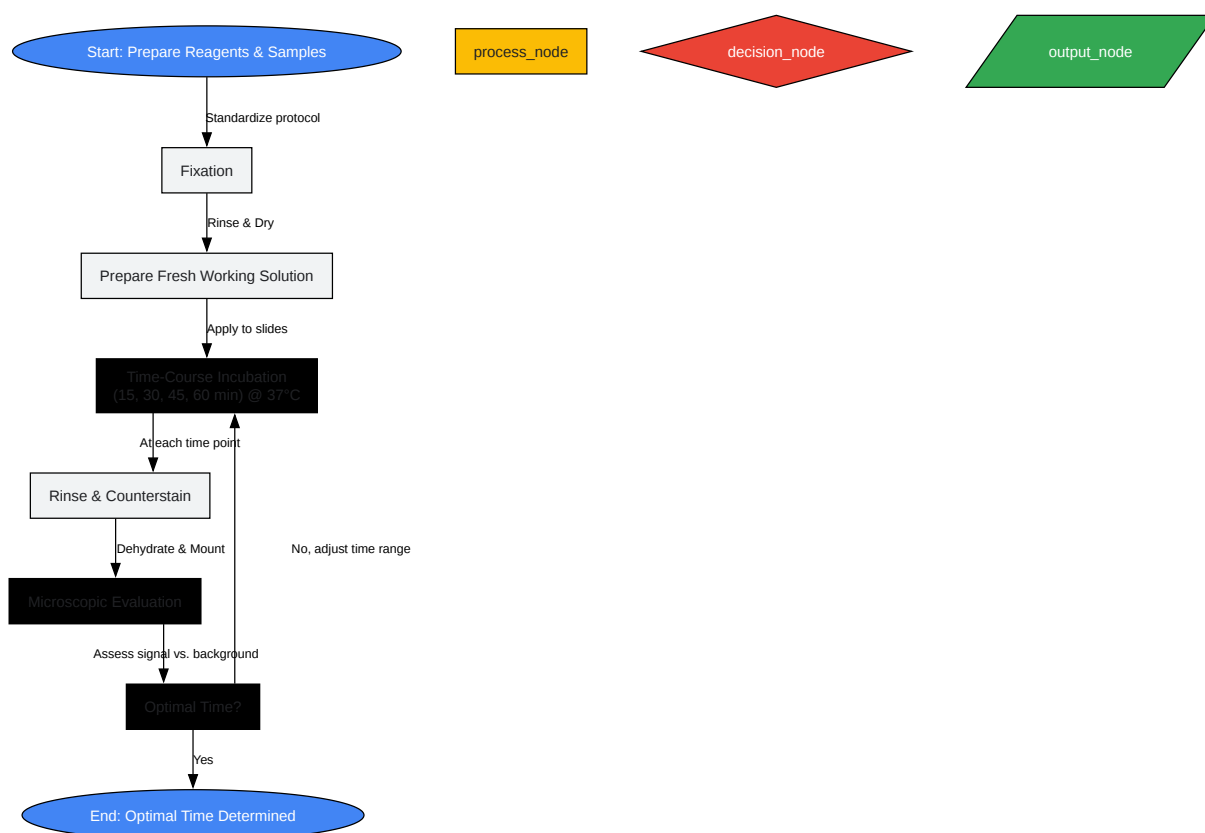 Start: Prepare Reagents & Samples
process_node
decision_node
output_node
Standardize protocol
Fixation
Rinse & Dry
Prepare Fresh Working Solution
Apply to slides
Time-Course Incubation
(15, 30, 45, 60 min) @ 37°C
At each time point
Rinse & Counterstain
Dehydrate & Mount
No, adjust time range
Microscopic Evaluation
Assess signal vs. background
Optimal Time?
Yes
End: Optimal Time Determined